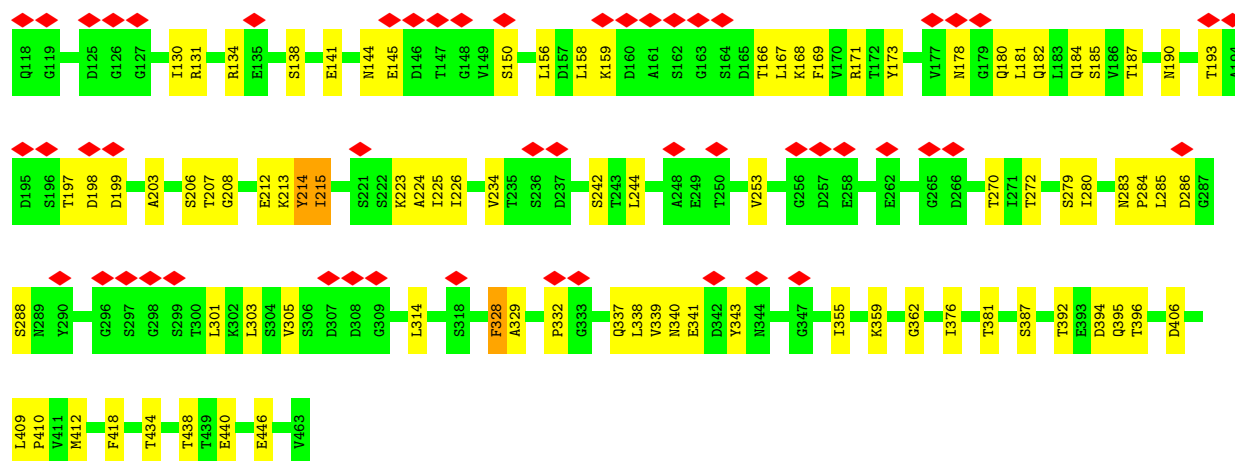 Q118 G119 D125 G126 G127 I130 R131 R134 E135 S138 E141 N144 E145 D146 T147 G148 V149 S150 L156 D157 L158 K159 D160 A161 S162 G163 S164 D165 T166 L167 K168 F169 V170 R171 T172 Y173 V177 N178 G179 Q180 L181 Q182 L183 Q184 S185 V186 T187 N190 T193 A194
D195 S196 T197 D198 D199 A203 S206 T207 G208 E212 K213 Y214 I215 S221 S222 K223 A224 I225 I226 V234 T235 S236 D237 S242 T243 L244 A248 E249 T250 V253 G256 D257 E258 E262 G265 D266 T270 I271 T272 S279 I280 N283 P284 L285 D286 G287
S288 N289 Y290 G296 S297 G298 S299 T300 L301 K302 L303 S304 V305 S306 D307 D308 G309 L314 S318 F328 A329 P332 G333 Q337 L338 V339 N340 E341 D342 Y343 N344 G347 I355 K359 G362 I376 T381 S387 T392 E393 D394 Q395 T396 D406
L409 P410 V411 M412 F418 T434 T438 T439 E440 E446 V463